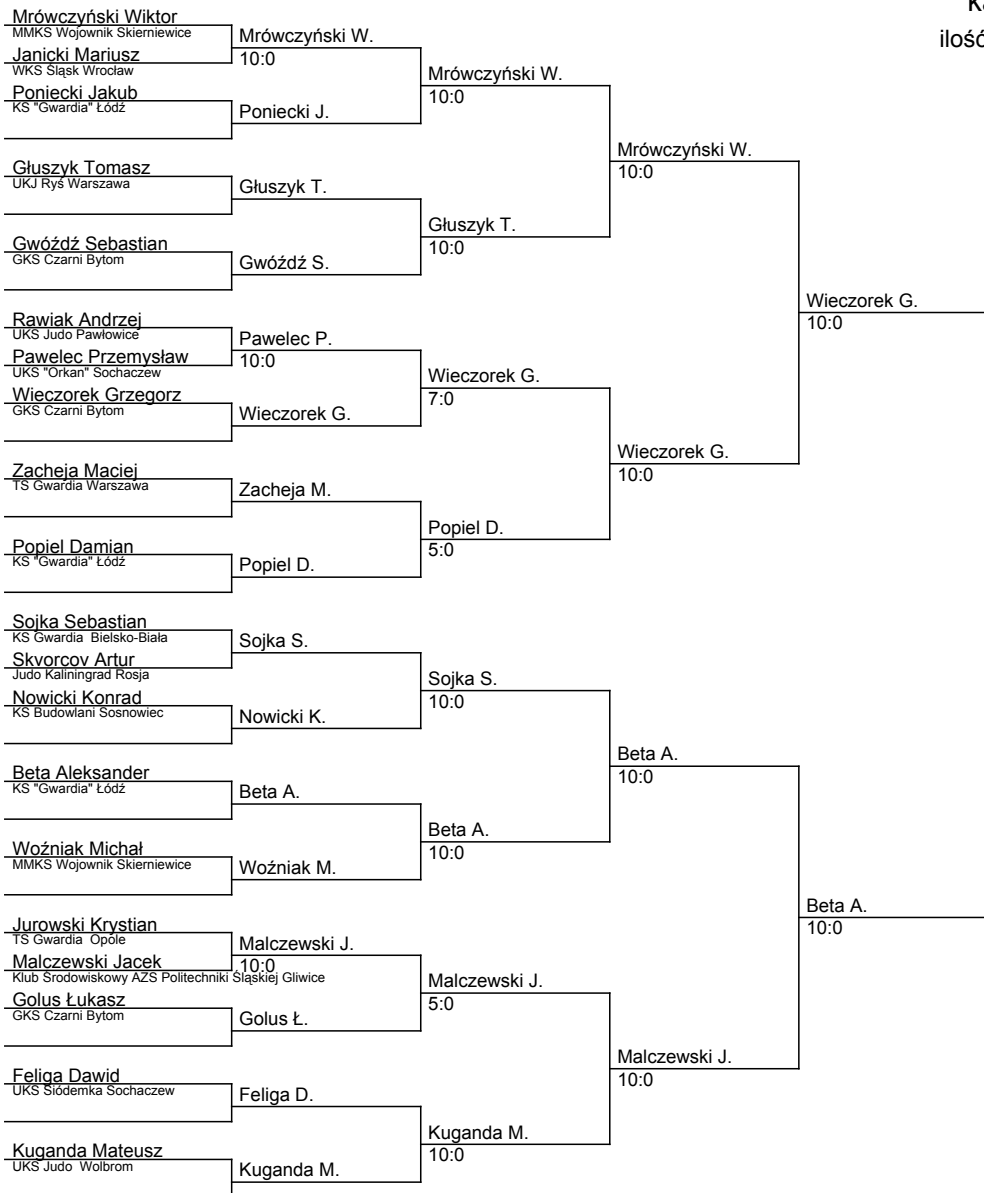 Ka
ilość
Mrówczyński Wiktor
MMKS Wojownik Skierniewice
Janicki Mariusz
WKS Śląsk Wrocław
Poniecki Jakub
KS "Gwardia" Łódź
Głuszyk Tomasz
UKJ Ryś Warszawa
Gwóźdź Sebastian
GKS Czarni Bytom
Rawiak Andrzej
UKS Judo Pawłowice
Pawelec Przemysław
UKS "Orkan" Sochaczew
Wieczorek Grzegorz
GKS Czarni Bytom
Zacheja Maciej
TS Gwardia Warszawa
Popiel Damian
KS "Gwardia" Łódź
Sojka Sebastian
KS Gwardia Bielsko-Biała
Skvorcov Artur
Judo Kaliningrad Rosja
Nowicki Konrad
KS Budowlani Sosnowiec
Beta Aleksander
KS "Gwardia" Łódź
Woźniak Michał
MMKS Wojownik Skierniewice
Jurowski Krystian
TS Gwardia Opole
Malczewski Jacek
Klub Środowiskowy AZS Politechniki Śląskiej Gliwice
Golus Łukasz
GKS Czarni Bytom
Feliga Dawid
UKS Siódemka Sochaczew
Kuganda Mateusz
UKS Judo Wolbrom
Mrówczyński W.
10:0
Poniecki J.
Głuszyk T.
Gwóźdź S.
Pawelec P.
10:0
Wieczorek G.
Zacheja M.
Popiel D.
Sojka S.
Nowicki K.
Beta A.
Woźniak M.
Malczewski J.
10:0
Golus Ł.
Feliga D.
Kuganda M.
Mrówczyński W.
10:0
Głuszyk T.
10:0
Wieczorek G.
7:0
Popiel D.
5:0
Sojka S.
10:0
Beta A.
10:0
Malczewski J.
5:0
Kuganda M.
10:0
Mrówczyński W.
10:0
Wieczorek G.
10:0
Beta A.
10:0
Malczewski J.
10:0
Wieczorek G.
10:0
Beta A.
10:0